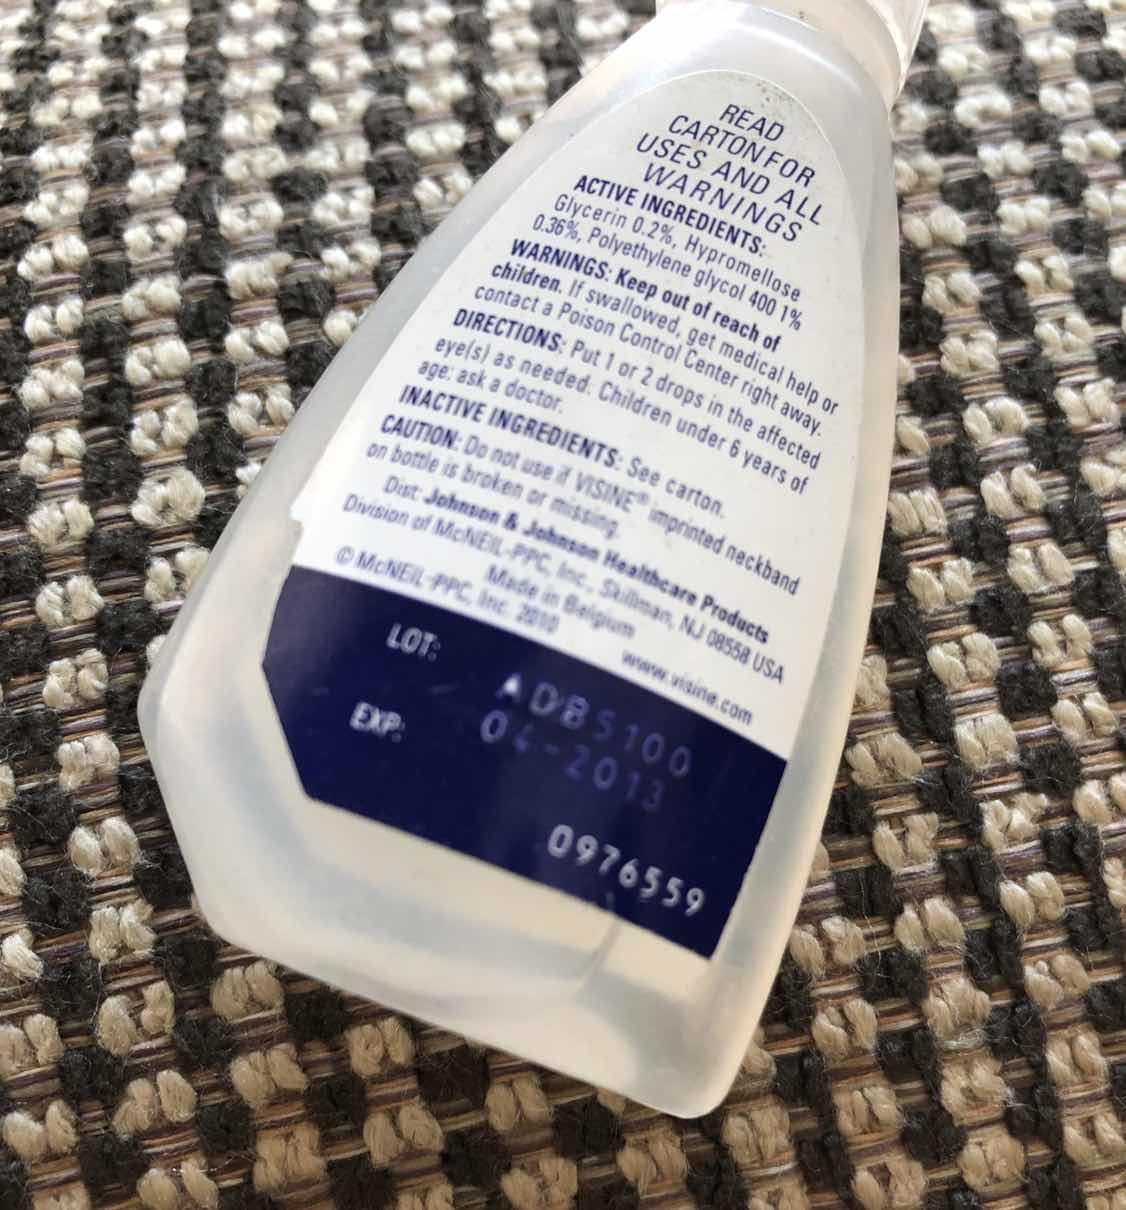 READ
CARTON FOR
USES AND ALL
WARNINGS
ACTIVE INGREDIENTS:
Glycerin 0.2%, Hypromellose
0.36%, Polyethylene glycol 400 1%
WARNINGS: Keep out of reach of
children. If swallowed, get medical help or
contact a Poison Control Center right away.
DIRECTIONS: Put 1 or 2 drops in the affected
eye(s) as needed. Children under 6 years of
age: ask a doctor.
INACTIVE INGREDIENTS: See carton.
CAUTION: Do not use if VISINE® imprinted neckband
on bottle is broken or missing.
Dist: Johnson & Johnson Healthcare Products
Division of McNEIL-PPC, Inc., Skillman, NJ 08558 USA
Made in Belgium
© McNEIL-PPC, Inc. 2010 www.visine.com
LOT: ADB5100
EXP: 04-2013
0976559